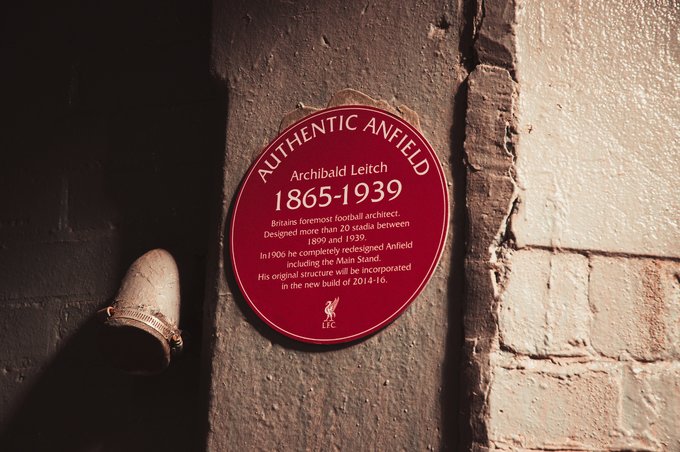 AUTHENTIC ANFIELD
Archibald Leitch
1865-1939
Britains foremost football architect.
Designed more than 20 stadia between
1899 and 1939.
In1906 he completely redesigned Anfield
including the Main Stand.
His original structure will be incorporated
in the new build of 2014-16.
L.F.C.